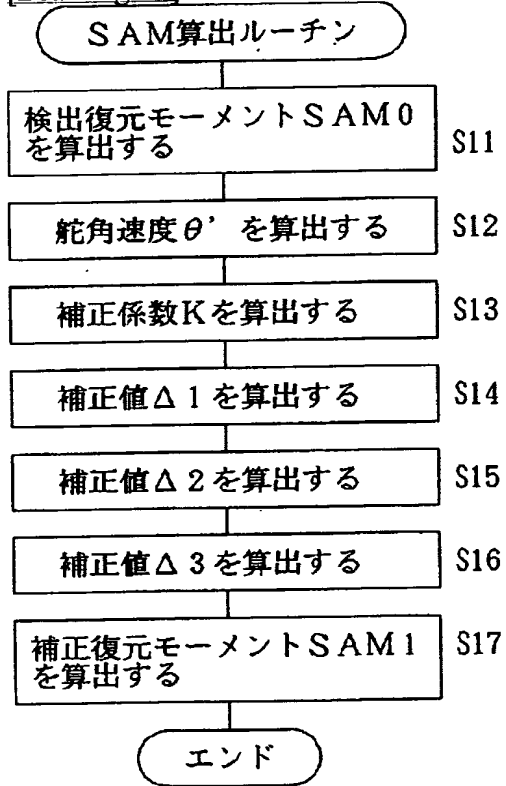 SAM算出ルーチン
検出復元モーメントSAM0
を算出する
S11
舵角速度θ'を算出する
S12
補正係数Kを算出する
S13
補正値Δ1を算出する
S14
補正値Δ2を算出する
S15
補正値Δ3を算出する
S16
補正復元モーメントSAM1
を算出する
S17
エンド